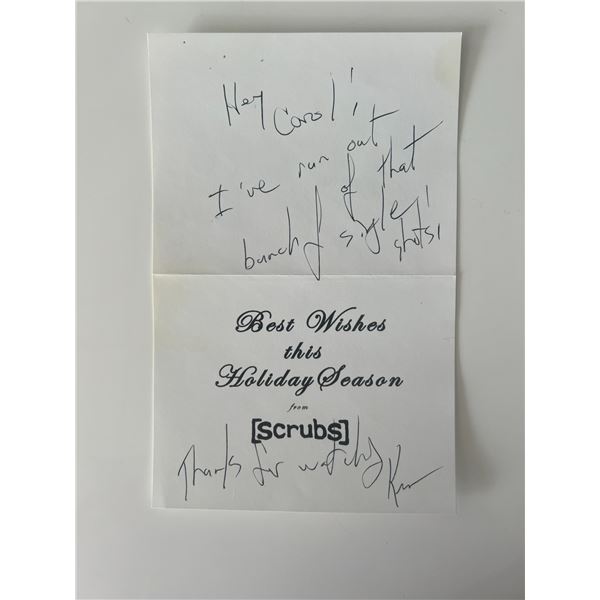 Hey Carol!
I've run out
of that
bunch of single
shots!
Best Wishes
this
Holiday Season
from
[scrubs]
Thanks for watching